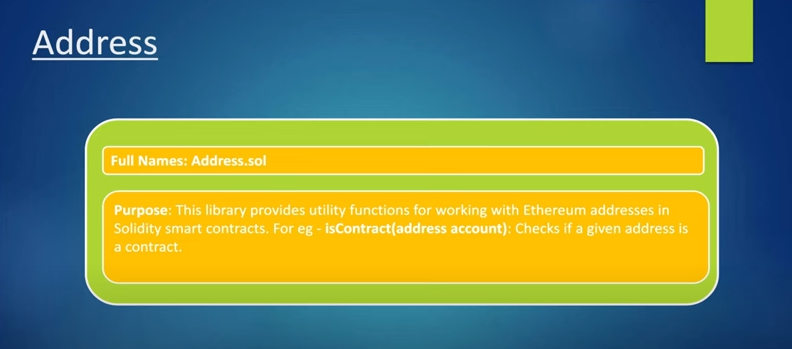 Address
Full Names: Address.sol
Purpose: This library provides utility functions for working with Ethereum addresses in
Solidity smart contracts. For eg - isContract(address account): Checks if a given address is
a contract.